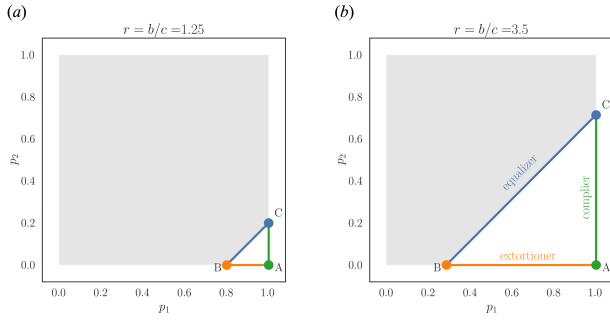 (a)
r = b/c =1.25
1.0
0.8
0.6
0.4
0.2
0.0
p2
C
B
A
0.0 0.2 0.4 0.6 0.8 1.0
p1
(b)
r = b/c =3.5
1.0
0.8
0.6
0.4
0.2
0.0
p2
C
equalizer
complier
extortioner
B
A
0.0 0.2 0.4 0.6 0.8 1.0
p1